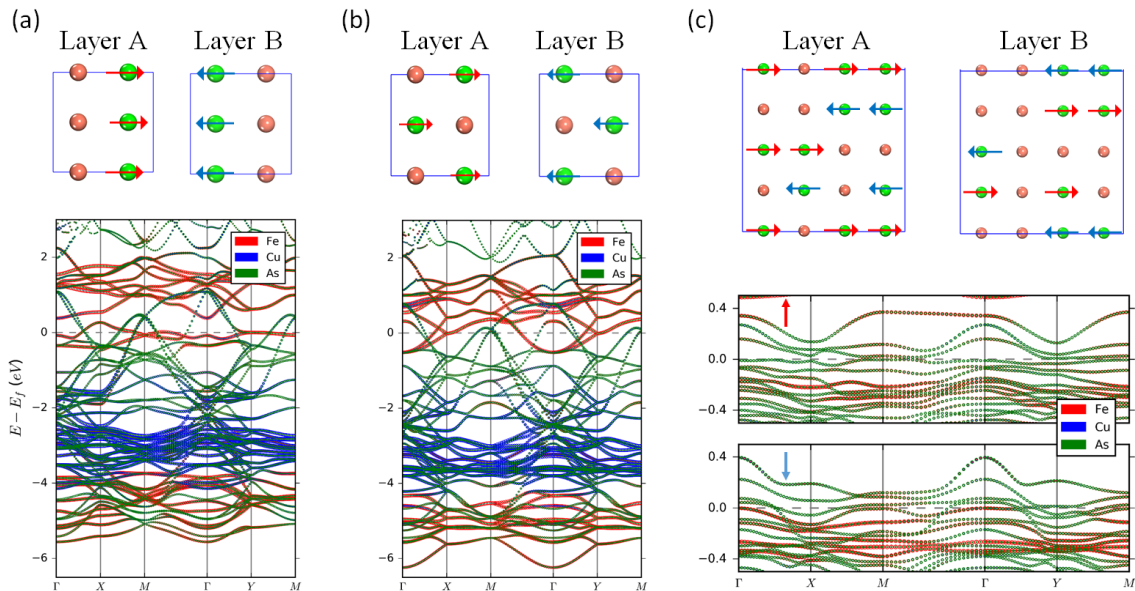 (a)
Layer A Layer B
E − E_f (eV)
2
0
−2
−4
−6
Fe
Cu
As
Γ X M Γ Y M
(b)
Layer A Layer B
2
0
−2
−4
−6
Fe
Cu
As
Γ X M Γ Y M
(c)
Layer A Layer B
0.4
0.0
−0.4
Fe
Cu
As
0.4
0.0
−0.4
Γ X M Γ Y M